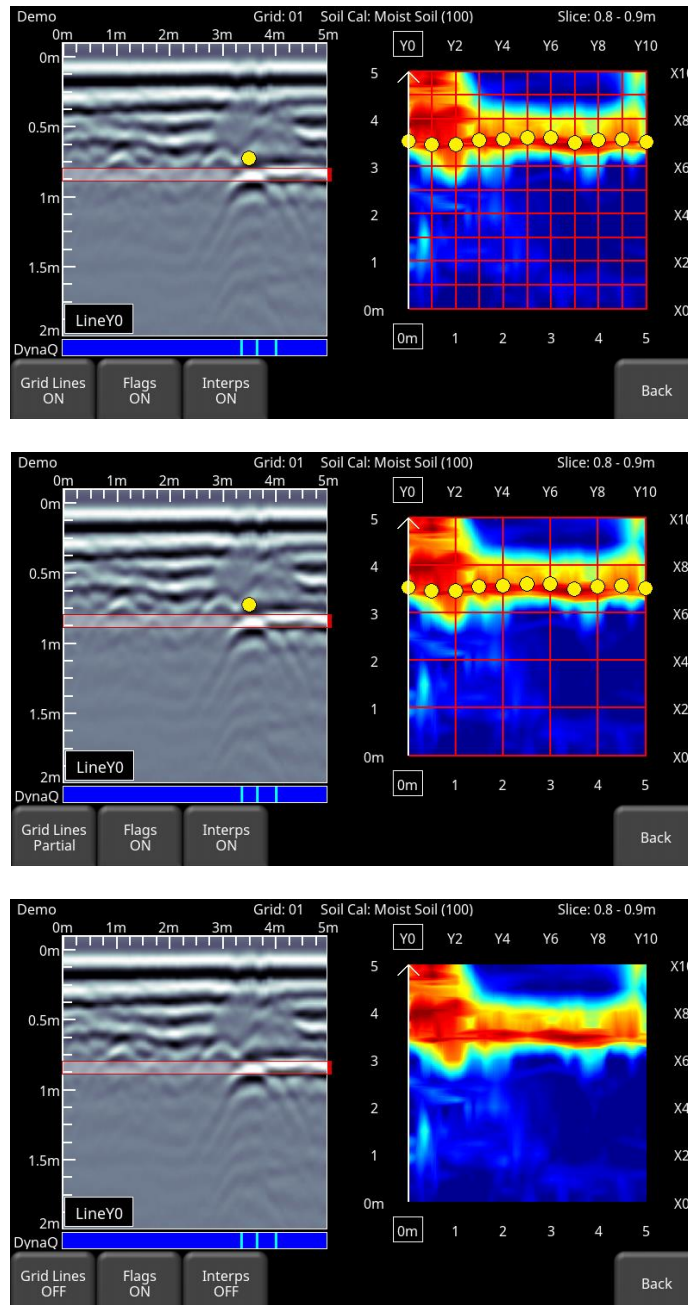 Demo Grid: 01 Soil Cal: Moist Soil (100) Slice: 0.8 - 0.9m
0m 1m 2m 3m 4m 5m Y0 Y2 Y4 Y6 Y8 Y10
0m
5 X10
4 X8
0.5m
3 X6
1m
2 X4
1.5m
1 X2
LineY0
0m X0
2m
0m 1 2 3 4 5
DynaQ
Grid Lines ON Flags ON Interps ON Back
Demo Grid: 01 Soil Cal: Moist Soil (100) Slice: 0.8 - 0.9m
0m 1m 2m 3m 4m 5m Y0 Y2 Y4 Y6 Y8 Y10
0m
5 X10
4 X8
0.5m
3 X6
1m
2 X4
1.5m
1 X2
LineY0
0m X0
2m
0m 1 2 3 4 5
DynaQ
Grid Lines Partial Flags ON Interps ON Back
Demo Grid: 01 Soil Cal: Moist Soil (100) Slice: 0.8 - 0.9m
0m 1m 2m 3m 4m 5m Y0 Y2 Y4 Y6 Y8 Y10
0m
5 X10
4 X8
0.5m
3 X6
1m
2 X4
1.5m
1 X2
LineY0
0m X0
2m
0m 1 2 3 4 5
DynaQ
Grid Lines OFF Flags ON Interps OFF Back